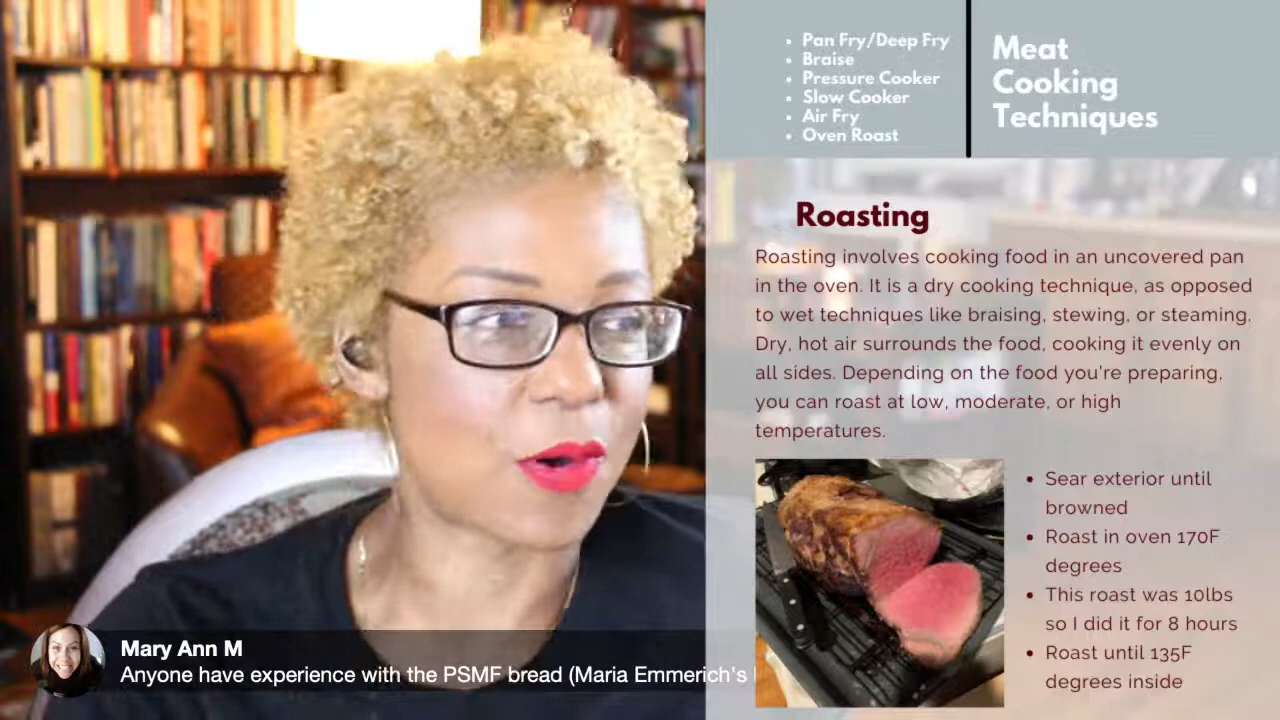 • Pan Fry/Deep Fry
• Braise
• Pressure Cooker
• Slow Cooker
• Air Fry
• Oven Roast
Meat
Cooking
Techniques
Roasting
Roasting involves cooking food in an uncovered pan
in the oven. It is a dry cooking technique, as opposed
to wet techniques like braising, stewing, or steaming.
Dry, hot air surrounds the food, cooking it evenly on
all sides. Depending on the food you're preparing,
you can roast at low, moderate, or high
temperatures.
• Sear exterior until
browned
• Roast in oven 170F
degrees
• This roast was 10lbs
so I did it for 8 hours
• Roast until 135F
degrees inside
Mary Ann M
Anyone have experience with the PSMF bread (Maria Emmerich's